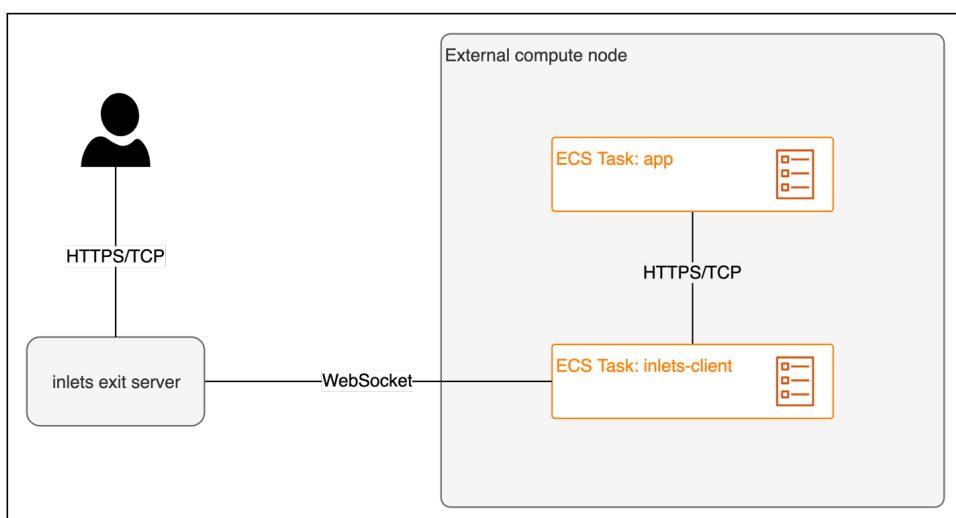 External compute node
ECS Task: app
HTTPS/TCP
HTTPS/TCP
ECS Task: inlets-client
inlets exit server
WebSocket